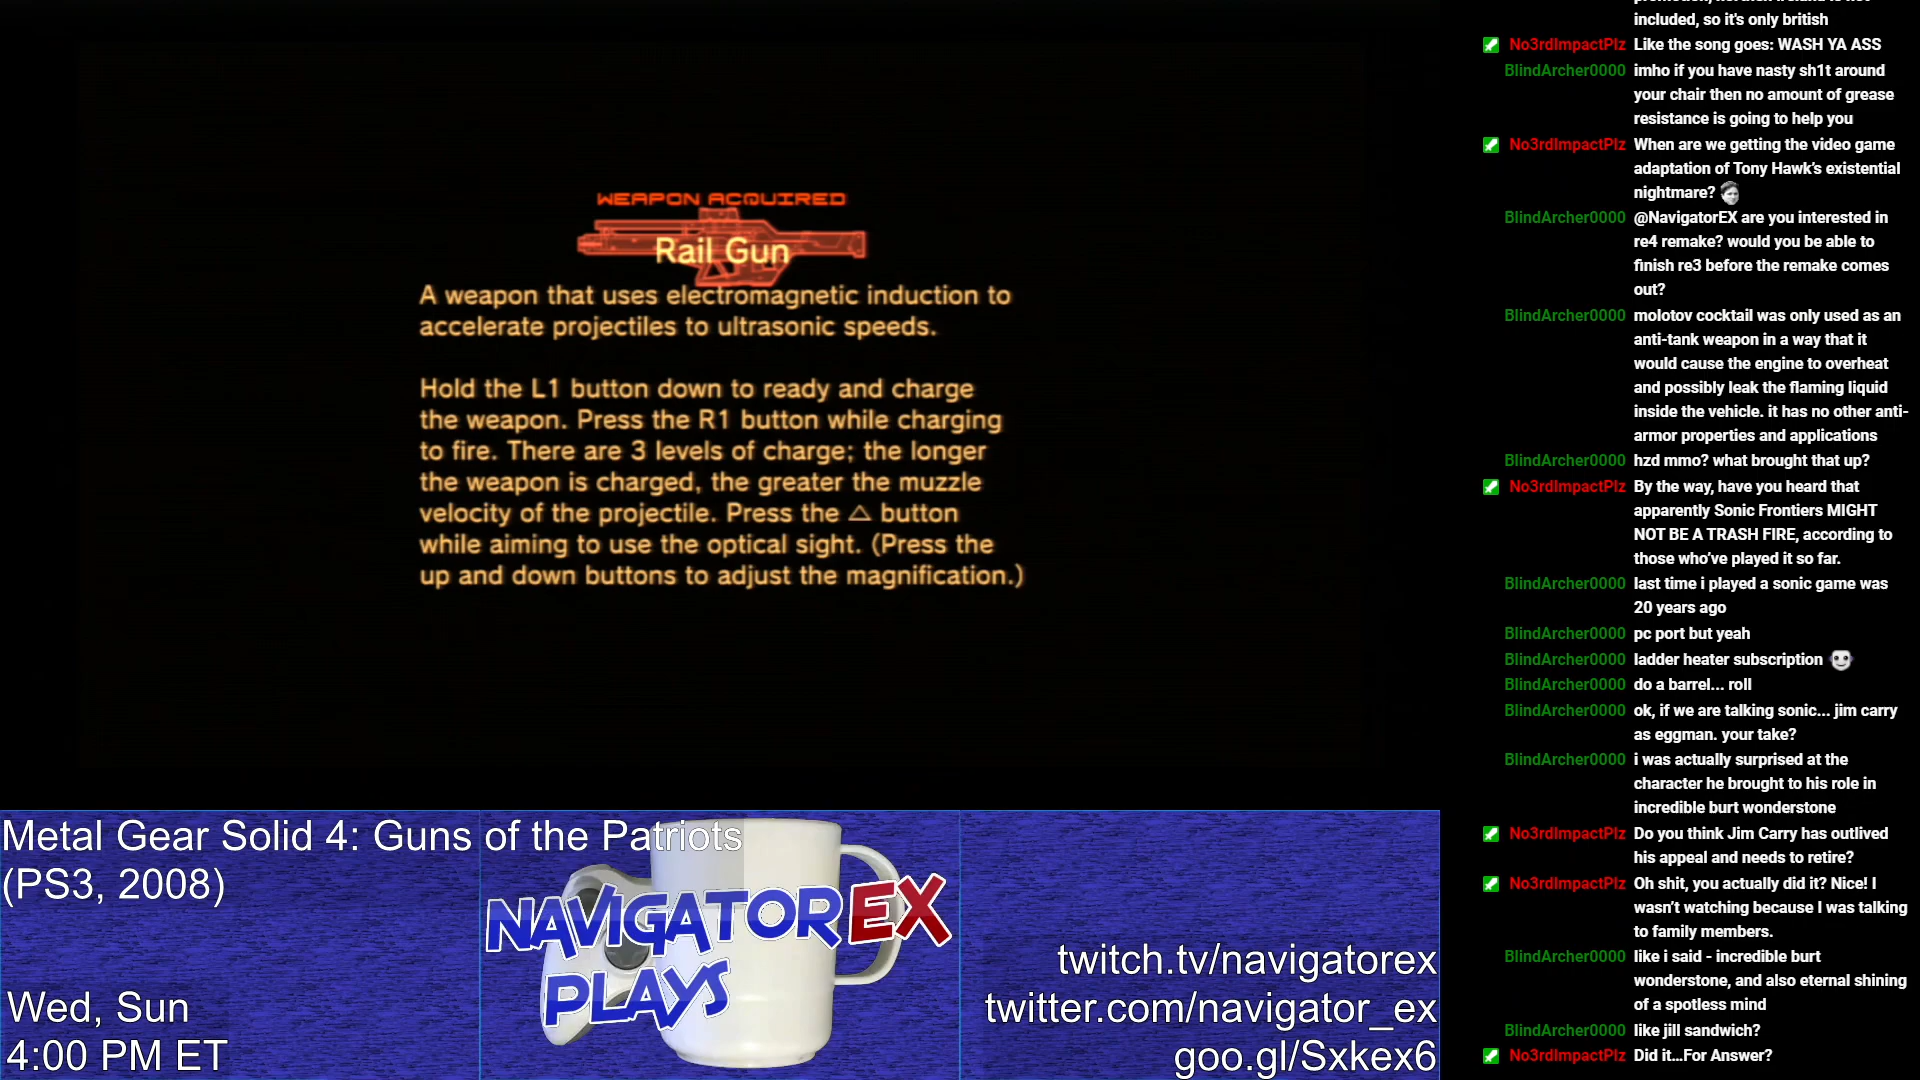 WEAPON ACQUIRED
Rail Gun
A weapon that uses electromagnetic induction to
accelerate projectiles to ultrasonic speeds.
Hold the L1 button down to ready and charge
the weapon. Press the R1 button while charging
to fire. There are 3 levels of charge; the longer
the weapon is charged, the greater the muzzle
velocity of the projectile. Press the △ button
while aiming to use the optical sight. (Press the
up and down buttons to adjust the magnification.)
Metal Gear Solid 4: Guns of the Patriots
(PS3, 2008)
Wed, Sun
4:00 PM ET
NAVIGATOREX
PLAYS
twitch.tv/navigatorex
twitter.com/navigator_ex
goo.gl/Sxkex6
included, so it's only british
No3rdImpactPlz Like the song goes: WASH YA ASS
BlindArcher0000 imho if you have nasty sh1t around
your chair then no amount of grease
resistance is going to help you
No3rdImpactPlz When are we getting the video game
adaptation of Tony Hawk's existential
nightmare?
BlindArcher0000 @NavigatorEX are you interested in
re4 remake? would you be able to
finish re3 before the remake comes
out?
BlindArcher0000 molotov cocktail was only used as an
anti-tank weapon in a way that it
would cause the engine to overheat
and possibly leak the flaming liquid
inside the vehicle. it has no other anti-
armor properties and applications
BlindArcher0000 hzd mmo? what brought that up?
No3rdImpactPlz By the way, have you heard that
apparently Sonic Frontiers MIGHT
NOT BE A TRASH FIRE, according to
those who've played it so far.
BlindArcher0000 last time i played a sonic game was
20 years ago
BlindArcher0000 pc port but yeah
BlindArcher0000 ladder heater subscription
BlindArcher0000 do a barrel... roll
BlindArcher0000 ok, if we are talking sonic... jim carry
as eggman. your take?
BlindArcher0000 i was actually surprised at the
character he brought to his role in
incredible burt wonderstone
No3rdImpactPlz Do you think Jim Carry has outlived
his appeal and needs to retire?
No3rdImpactPlz Oh shit, you actually did it? Nice! I
wasn't watching because I was talking
to family members.
BlindArcher0000 like i said - incredible burt
wonderstone, and also eternal shining
of a spotless mind
BlindArcher0000 like jill sandwich?
No3rdImpactPlz Did it...For Answer?